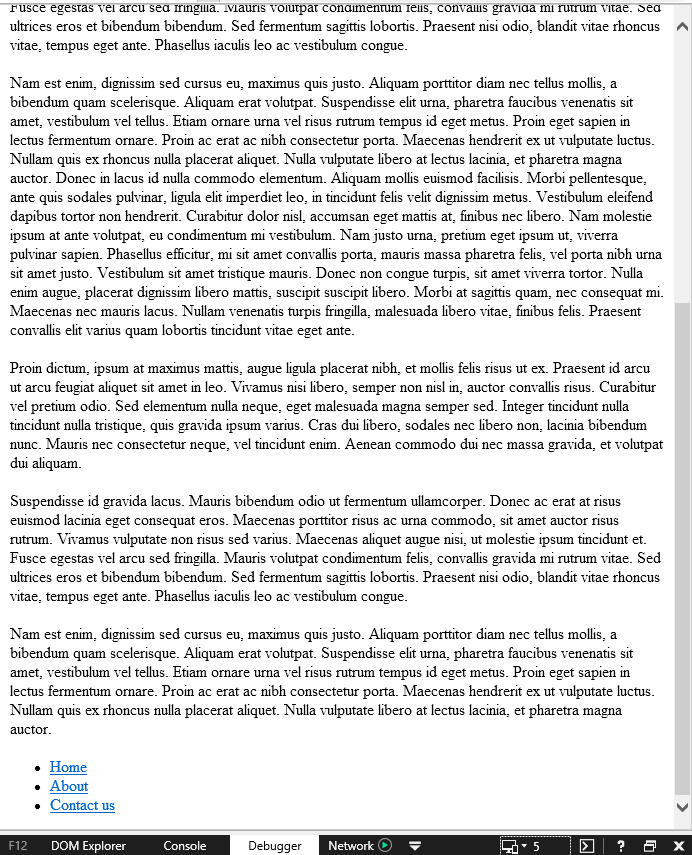 Fusce egestas vel arcu sed fringilla. Mauris volutpat condimentum felis, convallis gravida mi rutrum vitae. Sed
ultrices eros et bibendum bibendum. Sed fermentum sagittis lobortis. Praesent nisi odio, blandit vitae rhoncus
vitae, tempus eget ante. Phasellus iaculis leo ac vestibulum congue.
Nam est enim, dignissim sed cursus eu, maximus quis justo. Aliquam porttitor diam nec tellus mollis, a
bibendum quam scelerisque. Aliquam erat volutpat. Suspendisse elit urna, pharetra faucibus venenatis sit
amet, vestibulum vel tellus. Etiam ornare urna vel risus rutrum tempus id eget metus. Proin eget sapien in
lectus fermentum ornare. Proin ac erat ac nibh consectetur porta. Maecenas hendrerit ex ut vulputate luctus.
Nullam quis ex rhoncus nulla placerat aliquet. Nulla vulputate libero at lectus lacinia, et pharetra magna
auctor. Donec in lacus id nulla commodo elementum. Aliquam mollis euismod facilisis. Morbi pellentesque,
ante quis sodales pulvinar, ligula elit imperdiet leo, in tincidunt felis velit dignissim metus. Vestibulum eleifend
dapibus tortor non hendrerit. Curabitur dolor nisl, accumsan eget mattis at, finibus nec libero. Nam molestie
ipsum at ante volutpat, eu condimentum mi vestibulum. Nam justo urna, pretium eget ipsum ut, viverra
pulvinar sapien. Phasellus efficitur, mi sit amet convallis porta, mauris massa pharetra felis, vel porta nibh urna
sit amet justo. Vestibulum sit amet tristique mauris. Donec non congue turpis, sit amet viverra tortor. Nulla
enim augue, placerat dignissim libero mattis, suscipit suscipit libero. Morbi at sagittis quam, nec consequat mi.
Maecenas nec mauris lacus. Nullam venenatis turpis fringilla, malesuada libero vitae, finibus felis. Praesent
convallis elit varius quam lobortis tincidunt vitae eget ante.
Proin dictum, ipsum at maximus mattis, augue ligula placerat nibh, et mollis felis risus ut ex. Praesent id arcu
ut arcu feugiat aliquet sit amet in leo. Vivamus nisi libero, semper non nisl in, auctor convallis risus. Curabitur
vel pretium odio. Sed elementum nulla neque, eget malesuada magna semper sed. Integer tincidunt nulla
tincidunt nulla tristique, quis gravida ipsum varius. Cras dui libero, sodales nec libero non, lacinia bibendum
nunc. Mauris nec consectetur neque, vel tincidunt enim. Aenean commodo dui nec massa gravida, et volutpat
dui aliquam.
Suspendisse id gravida lacus. Mauris bibendum odio ut fermentum ullamcorper. Donec ac erat at risus
euismod lacinia eget consequat eros. Maecenas porttitor risus ac urna commodo, sit amet auctor risus
rutrum. Vivamus vulputate non risus sed varius. Maecenas aliquet augue nisi, ut molestie ipsum tincidunt et.
Fusce egestas vel arcu sed fringilla. Mauris volutpat condimentum felis, convallis gravida mi rutrum vitae. Sed
ultrices eros et bibendum bibendum. Sed fermentum sagittis lobortis. Praesent nisi odio, blandit vitae rhoncus
vitae, tempus eget ante. Phasellus iaculis leo ac vestibulum congue.
Nam est enim, dignissim sed cursus eu, maximus quis justo. Aliquam porttitor diam nec tellus mollis, a
bibendum quam scelerisque. Aliquam erat volutpat. Suspendisse elit urna, pharetra faucibus venenatis sit
amet, vestibulum vel tellus. Etiam ornare urna vel risus rutrum tempus id eget metus. Proin eget sapien in
lectus fermentum ornare. Proin ac erat ac nibh consectetur porta. Maecenas hendrerit ex ut vulputate luctus.
Nullam quis ex rhoncus nulla placerat aliquet. Nulla vulputate libero at lectus lacinia, et pharetra magna
auctor.
• Home
• About
• Contact us
F12 DOM Explorer Console Debugger Network 5 ?